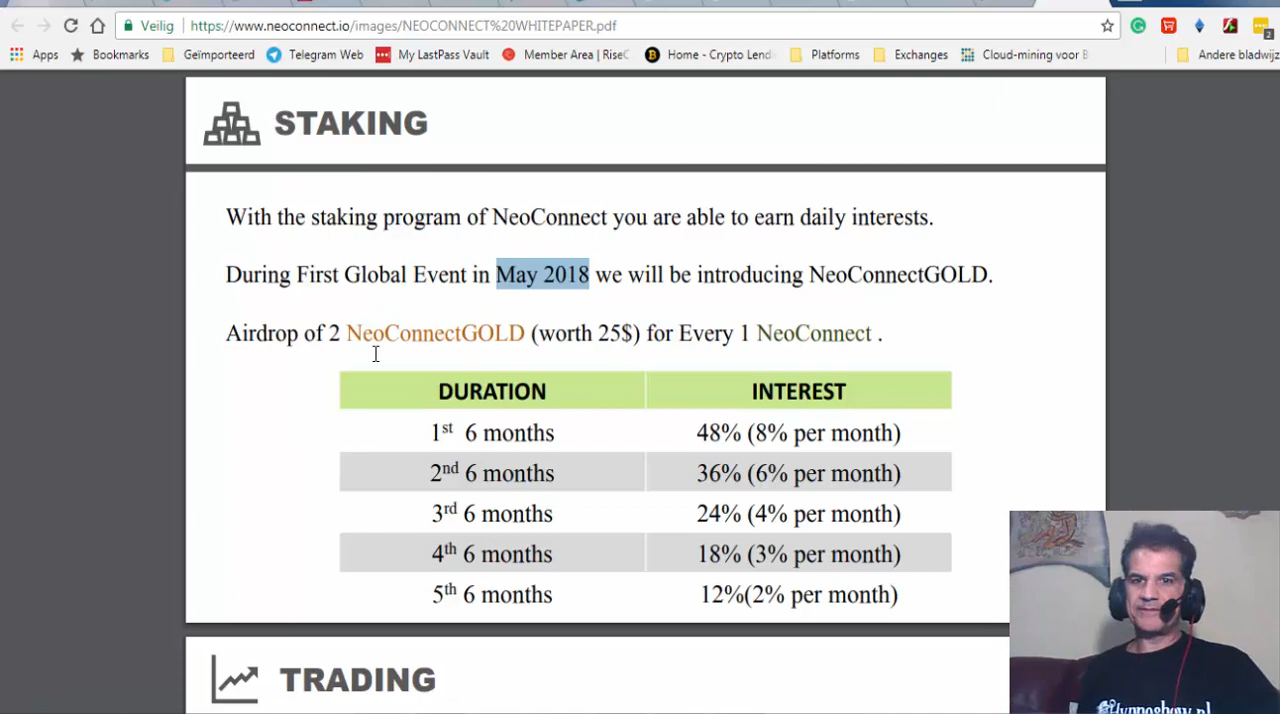 Veilig https://www.neoconnect.io/images/NEOCONNECT%20WHITEPAPER.pdf
2
Apps Bookmarks Geïmporteerd Telegram Web My LastPass Vault Member Area | RiseC Home - Crypto Lend Platforms Exchanges Cloud-mining voor B Andere bladwijz
STAKING
With the staking program of NeoConnect you are able to earn daily interests.
During First Global Event in May 2018 we will be introducing NeoConnectGOLD.
Airdrop of 2 NeoConnectGOLD (worth 25$) for Every 1 NeoConnect .
DURATION INTEREST
1st 6 months 48% (8% per month)
2nd 6 months 36% (6% per month)
3rd 6 months 24% (4% per month)
4th 6 months 18% (3% per month)
5th 6 months 12%(2% per month)
TRADING